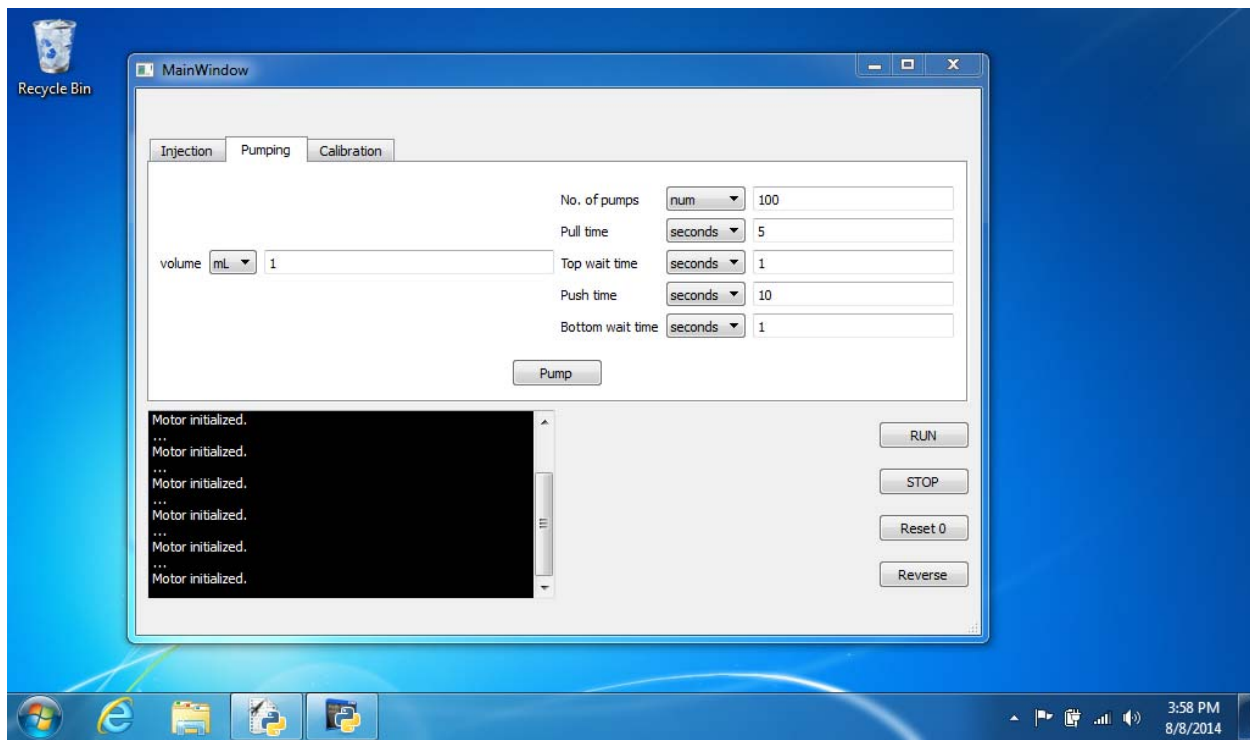 Recycle Bin
MainWindow
X
Injection Pumping Calibration
No. of pumps num 100
Pull time seconds 5
volume mL 1 Top wait time seconds 1
Push time seconds 10
Bottom wait time seconds 1
Pump
Motor initialized.
...
Motor initialized.
...
Motor initialized.
...
Motor initialized.
...
Motor initialized.
...
Motor initialized.
RUN
STOP
Reset 0
Reverse
3:58 PM
8/8/2014